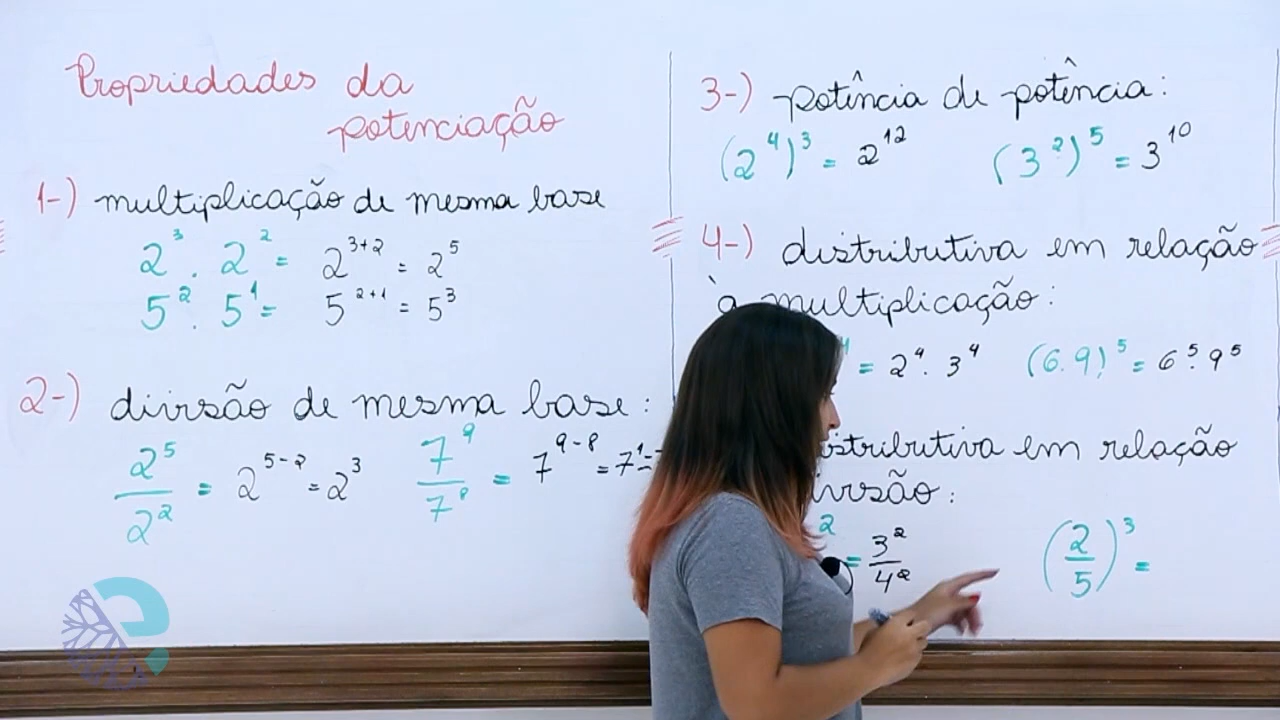 Propriedades da
potenciação
1-) multiplicação de mesma base
2³ . 2² = 2³⁺² = 2⁵
5² . 5¹ = 5²⁺¹ = 5³
2-) divisão de mesma base :
2⁵/2² = 2⁵⁻² = 2³ 7⁹/7⁸ = 7⁹⁻⁸ = 7¹ =
3-) potência de potência :
(2⁴)³ = 2¹² (3²)⁵ = 3¹⁰
4-) distributiva em relação
à multiplicação :
= 2⁴ . 3⁴ (6.9)⁵ = 6⁵ . 9⁵
em relação
:
= 3²/4² (2/5)³ =